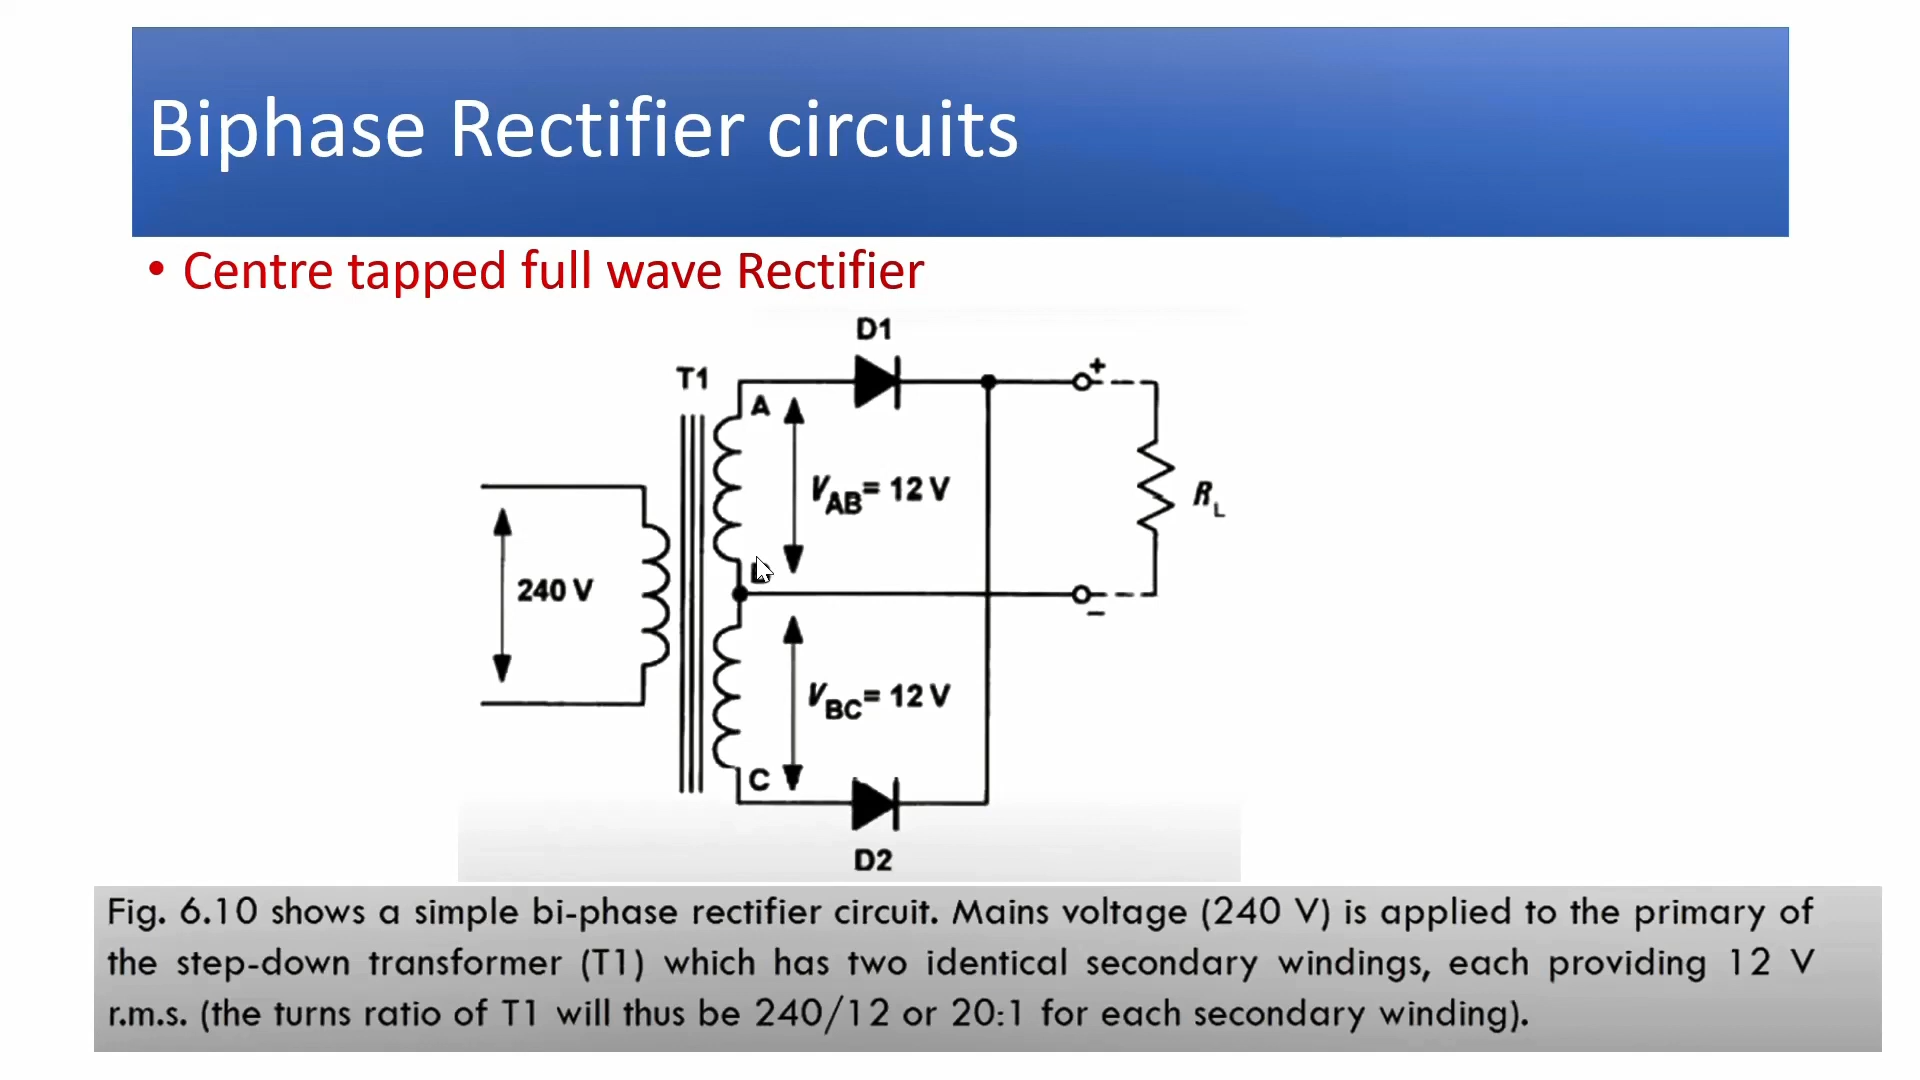 Biphase Rectifier circuits
• Centre tapped full wave Rectifier
D1
T1
A
+
VAB= 12 V
RL
240 V
−
VBC= 12 V
C
D2
Fig. 6.10 shows a simple bi-phase rectifier circuit. Mains voltage (240 V) is applied to the primary of
the step-down transformer (T1) which has two identical secondary windings, each providing 12 V
r.m.s. (the turns ratio of T1 will thus be 240/12 or 20:1 for each secondary winding).